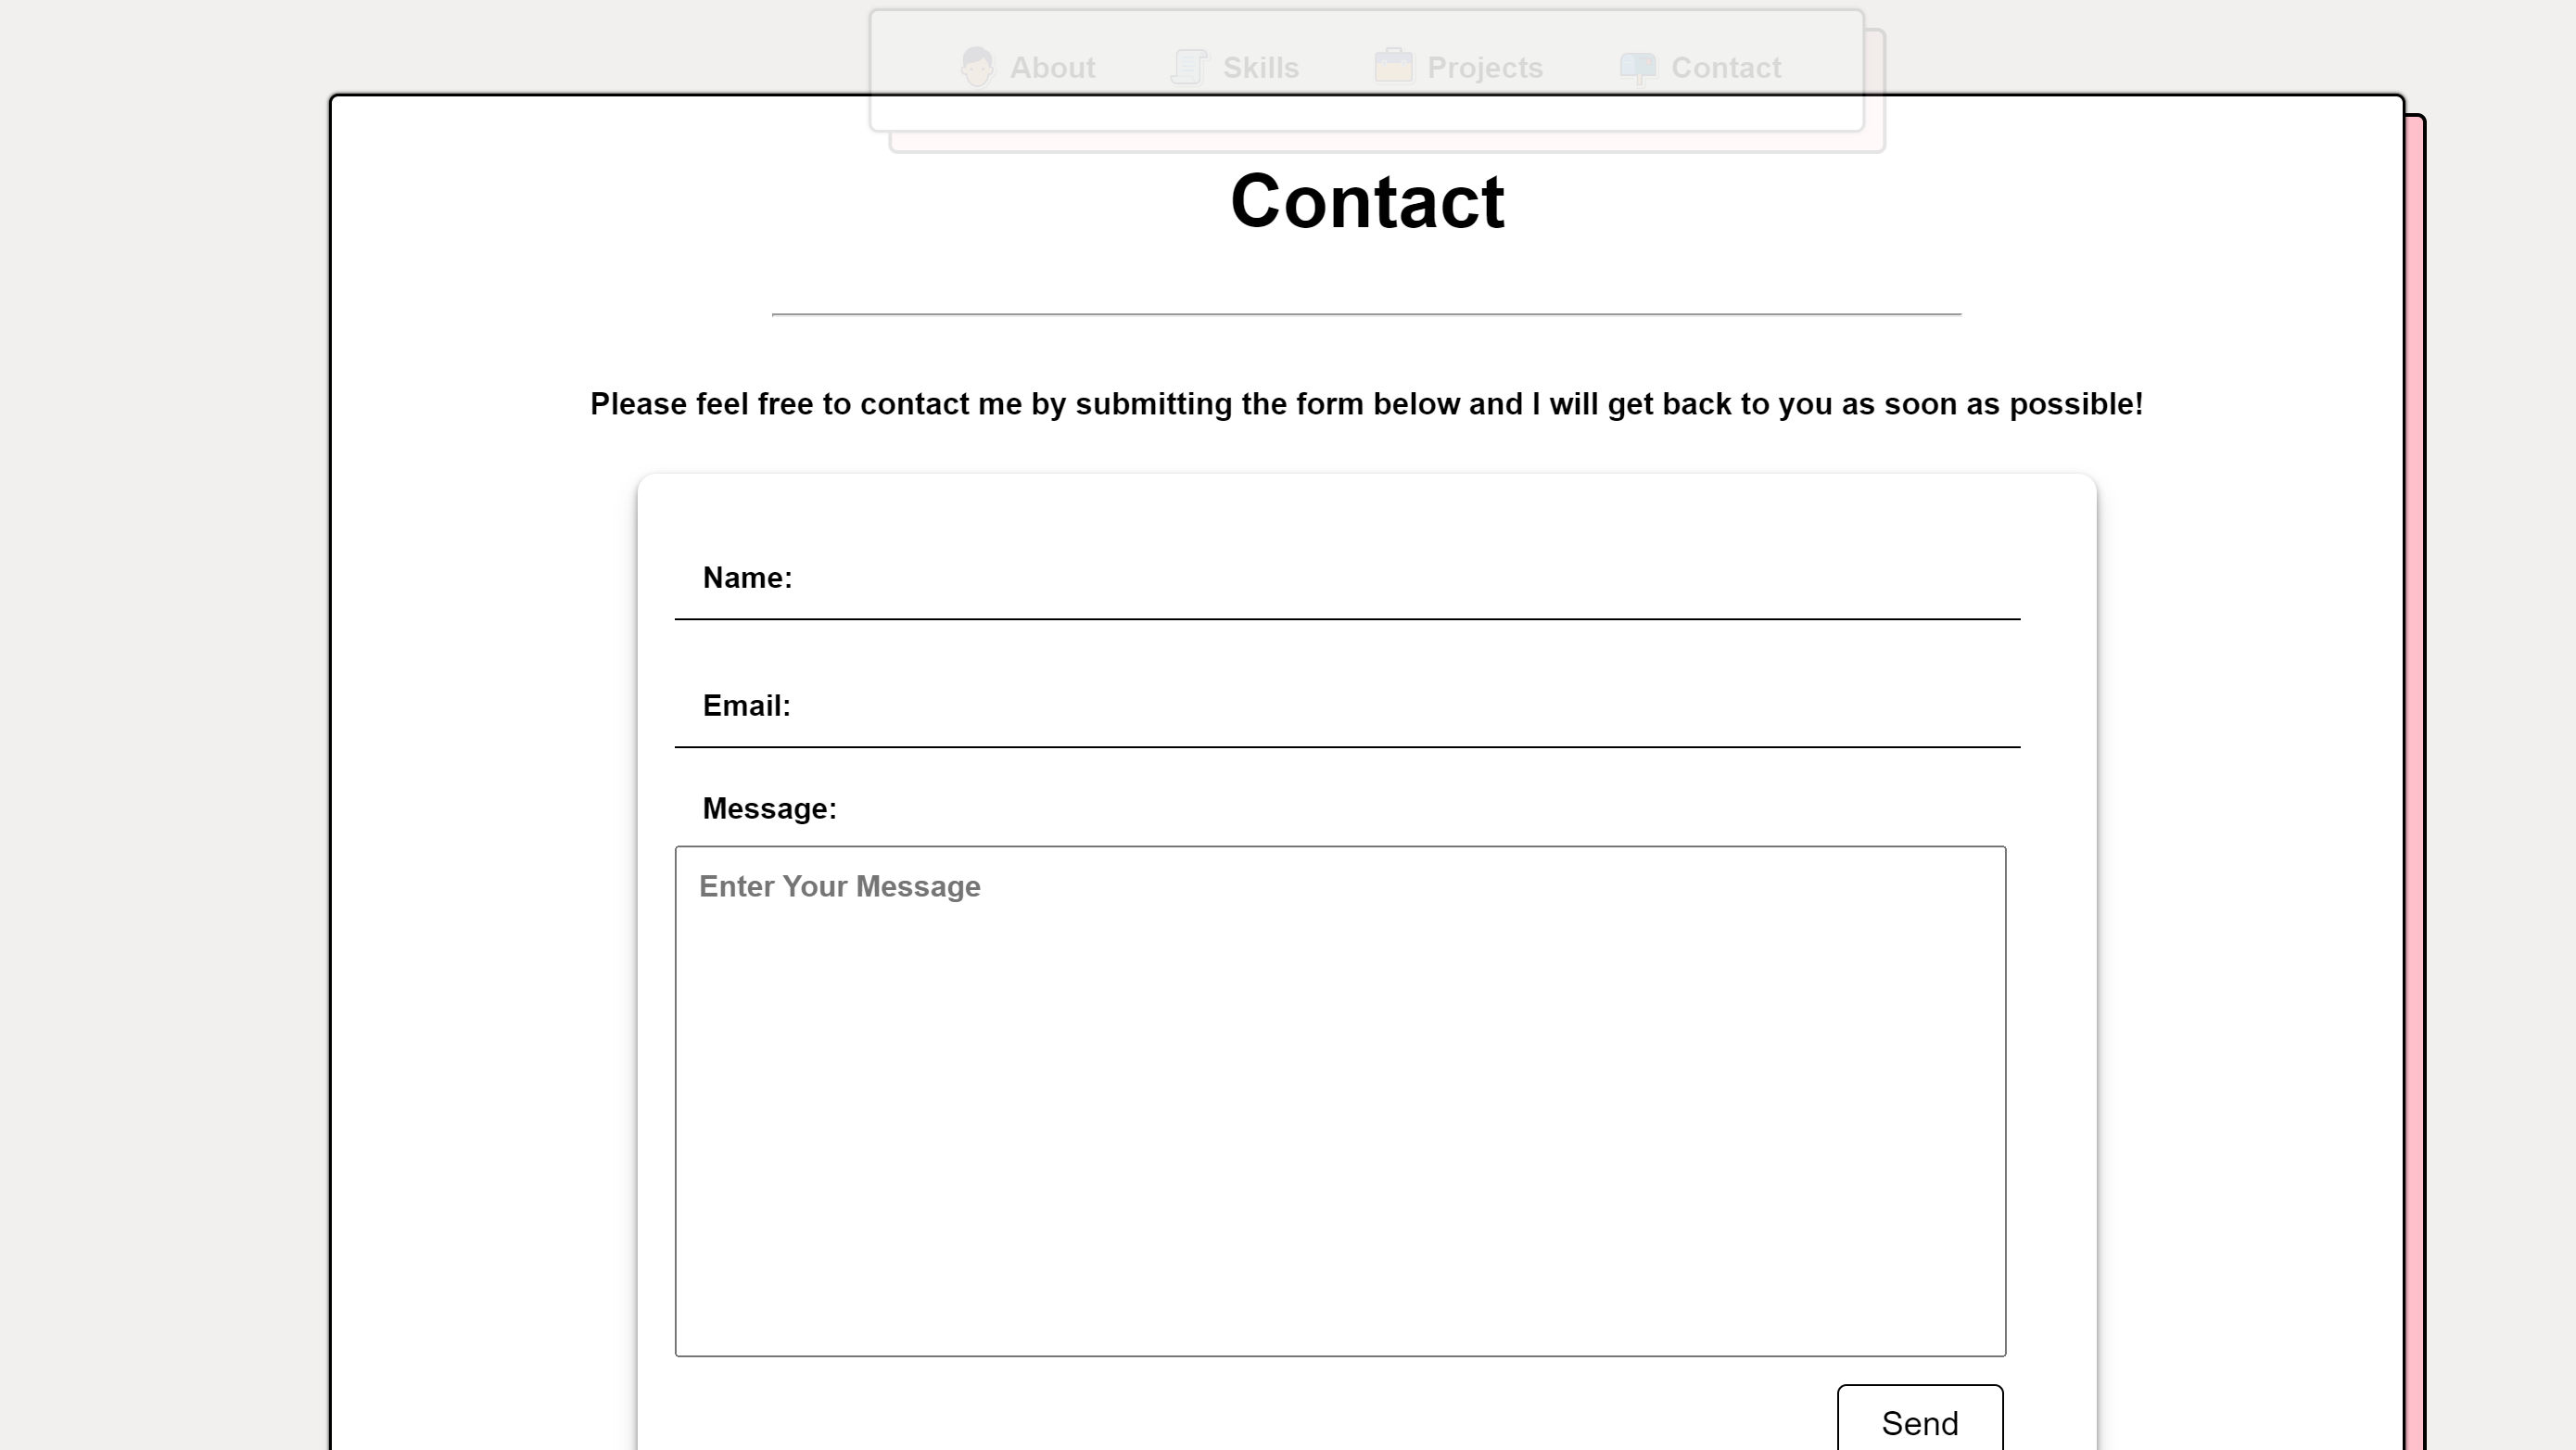 About Skills Projects Contact
Contact
Please feel free to contact me by submitting the form below and I will get back to you as soon as possible!
Name:
Email:
Message:
Enter Your Message
Send